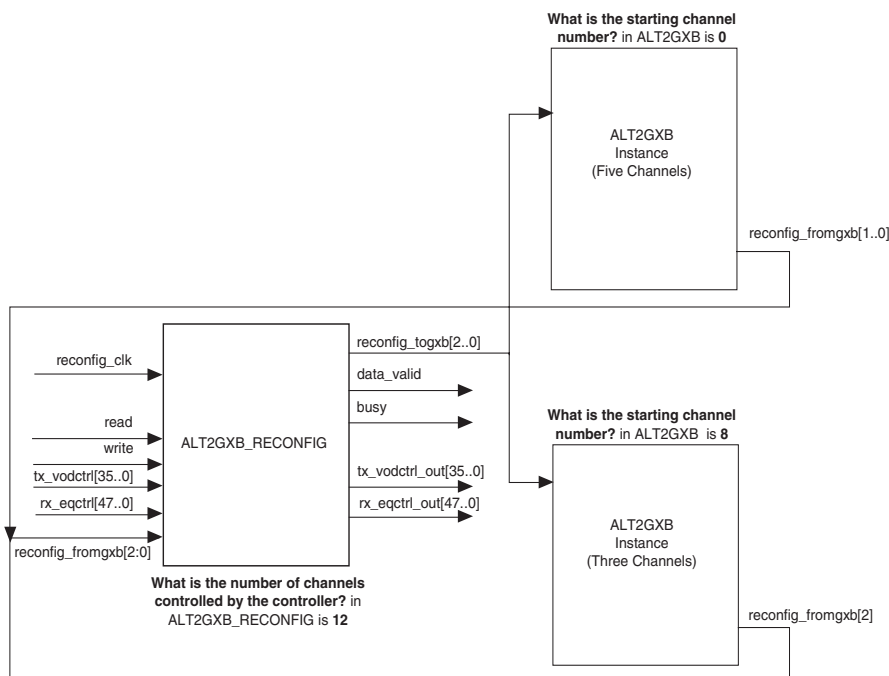 What is the starting channel
number? in ALT2GXB is 0
ALT2GXB
Instance
(Five Channels)
reconfig_fromgxb[1..0]
reconfig_clk
read
write
tx_vodctrl[35..0]
rx_eqctrl[47..0]
reconfig_fromgxb[2:0]
ALT2GXB_RECONFIG
reconfig_togxb[2..0]
data_valid
busy
tx_vodctrl_out[35..0]
rx_eqctrl_out[47..0]
What is the number of channels
controlled by the controller? in
ALT2GXB_RECONFIG is 12
What is the starting channel
number? in ALT2GXB is 8
ALT2GXB
Instance
(Three Channels)
reconfig_fromgxb[2]